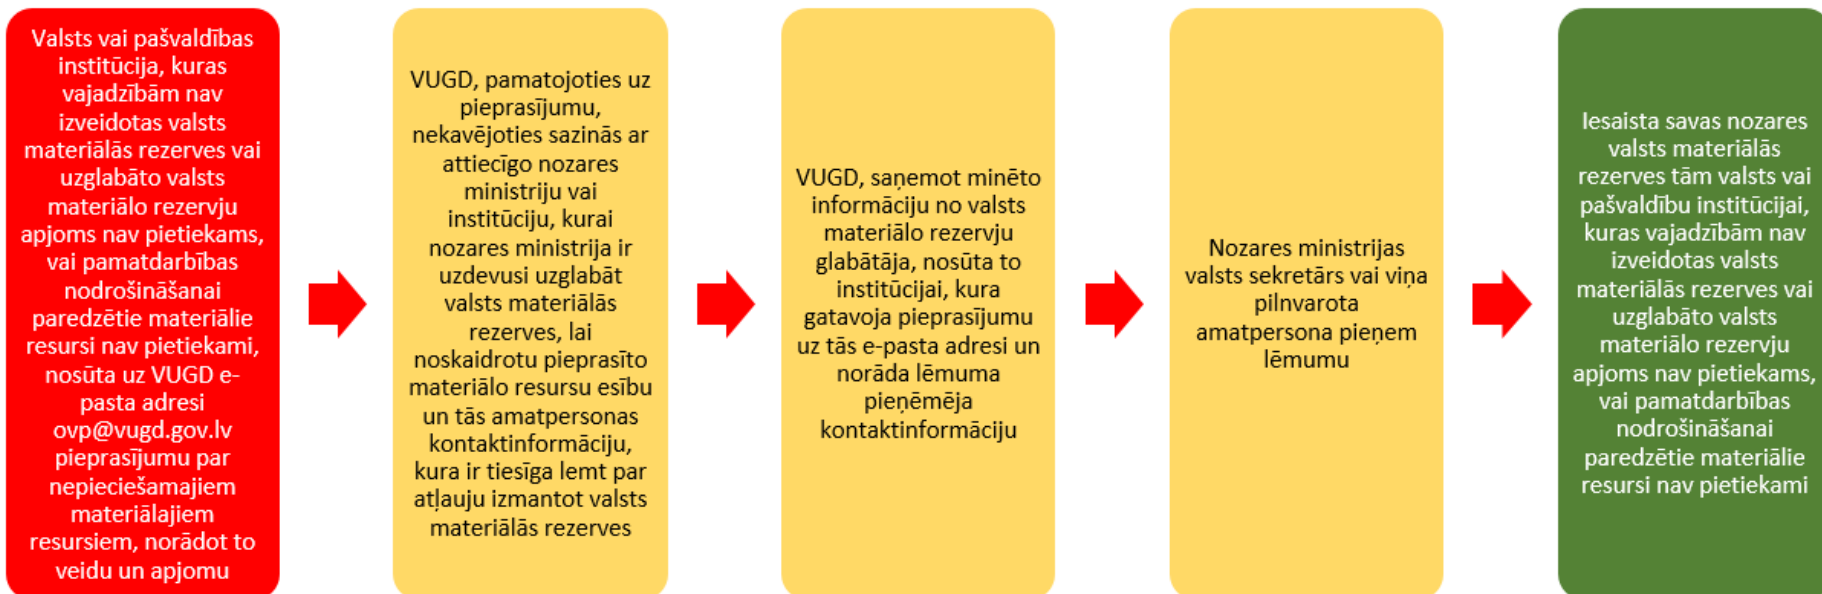 Valsts vai pašvaldības
institūcija, kuras
vajadzībām nav
izveidotas valsts
materiālās rezerves vai
uzglabāto valsts
materiālo rezervju
apjoms nav pietiekams,
vai pamatdarbības
nodrošināšanai
paredzētie materiālie
resursi nav pietiekami,
nosūta uz VUGD e-
pasta adresi
ovp@vugd.gov.lv
pieprasījumu par
nepieciešamajiem
materiālajiem
resursiem, norādot to
veidu un apjomu
VUGD, pamatojoties uz
pieprasījumu,
nekavējoties sazinās ar
attiecīgo nozares
ministriju vai
institūciju, kurai
nozares ministrija ir
uzdevusi uzglabāt
valsts materiālās
rezerves, lai
noskaidrotu pieprasīto
materiālo resursu esību
un tās amatpersonas
kontaktinformāciju,
kura ir tiesīga lemt par
atļauju izmantot valsts
materiālās rezerves
VUGD, saņemot minēto
informāciju no valsts
materiālo rezervju
glabātāja, nosūta to
institūcijai, kura
gatavoja pieprasījumu
uz tās e-pasta adresi un
norāda lēmuma
pieņēmēja
kontaktinformāciju
Nozares ministrijas
valsts sekretārs vai viņa
pilnvarota
amatpersona pieņem
lēmumu
Iesaista savas nozares
valsts materiālās
rezerves tām valsts vai
pašvaldību institūcijai,
kuras vajadzībām nav
izveidotas valsts
materiālās rezerves vai
uzglabāto valsts
materiālo rezervju
apjoms nav pietiekams,
vai pamatdarbības
nodrošināšanai
paredzētie materiālie
resursi nav pietiekami